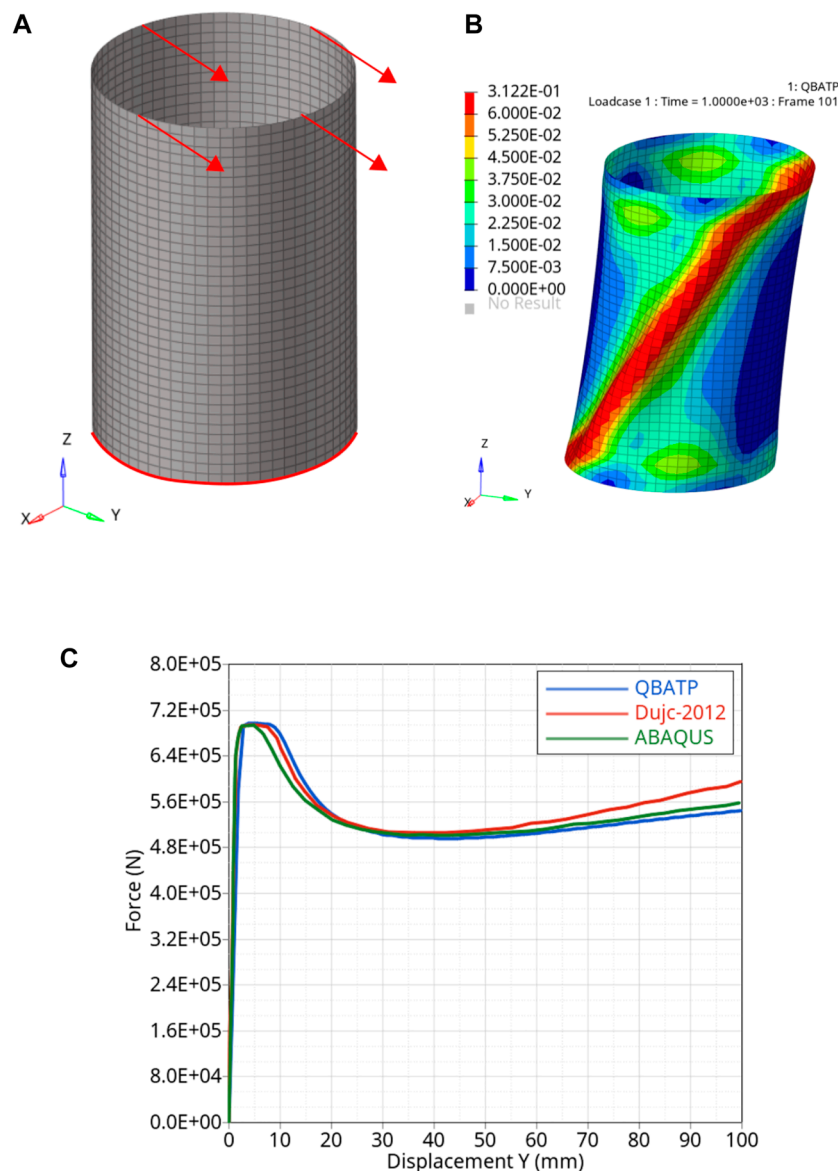 A
Z
X
Y
B
1: QBATP
Loadcase 1 : Time = 1.0000e+03 : Frame 101
3.122E-01
6.000E-02
5.250E-02
4.500E-02
3.750E-02
3.000E-02
2.250E-02
1.500E-02
7.500E-03
0.000E+00
No Result
Z
X
Y
C
8.0E+05
7.2E+05
6.4E+05
5.6E+05
4.8E+05
4.0E+05
3.2E+05
2.4E+05
1.6E+05
8.0E+04
0.0E+00
Force (N)
QBATP
Dujc-2012
ABAQUS
0 10 20 30 40 50 60 70 80 90 100
Displacement Y (mm)